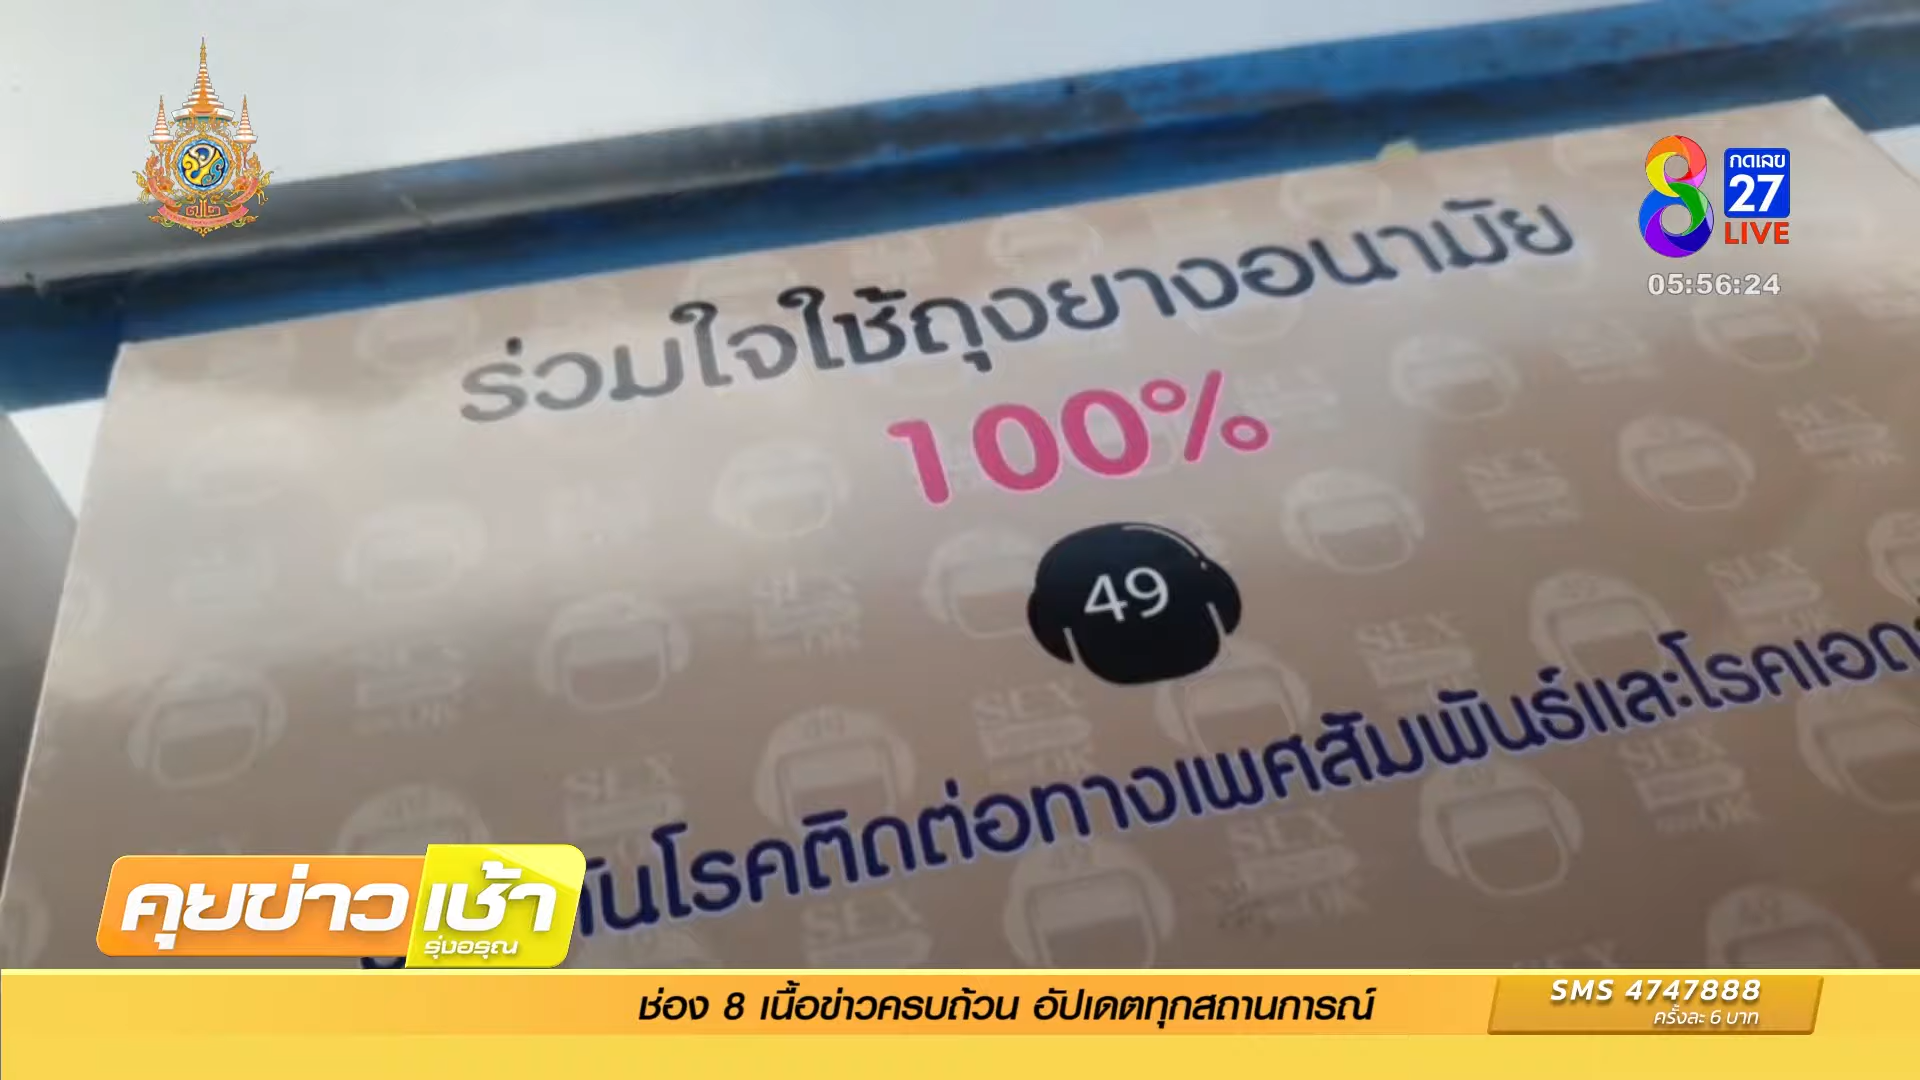 กดเลข
27
LIVE
05:56:24
ร่วมใจใช้ถุงยางอนามัย
100%
49
SEX
OK
กันโรคติดต่อทางเพศสัมพันธ์และโรคเอด
คุยข่าวเช้า
รุ่งอรุณ
ช่อง 8 เนื้อข่าวครบถ้วน อัปเดตทุกสถานการณ์
SMS 4747888
ครั้งละ 6 บาท